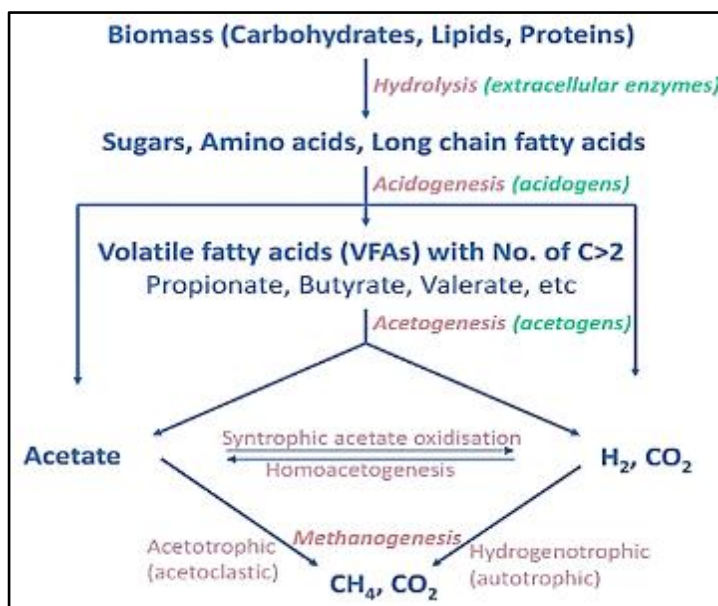 Biomass (Carbohydrates, Lipids, Proteins)
Hydrolysis (extracellular enzymes)
Sugars, Amino acids, Long chain fatty acids
Acidogenesis (acidogens)
Volatile fatty acids (VFAs) with No. of C>2
Propionate, Butyrate, Valerate, etc
Acetogenesis (acetogens)
Syntrophic acetate oxidisation
Acetate
H₂, CO₂
Homoacetogenesis
Methanogenesis
Acetotrophic
(acetoclastic)
Hydrogenotrophic
(autotrophic)
CH₄, CO₂